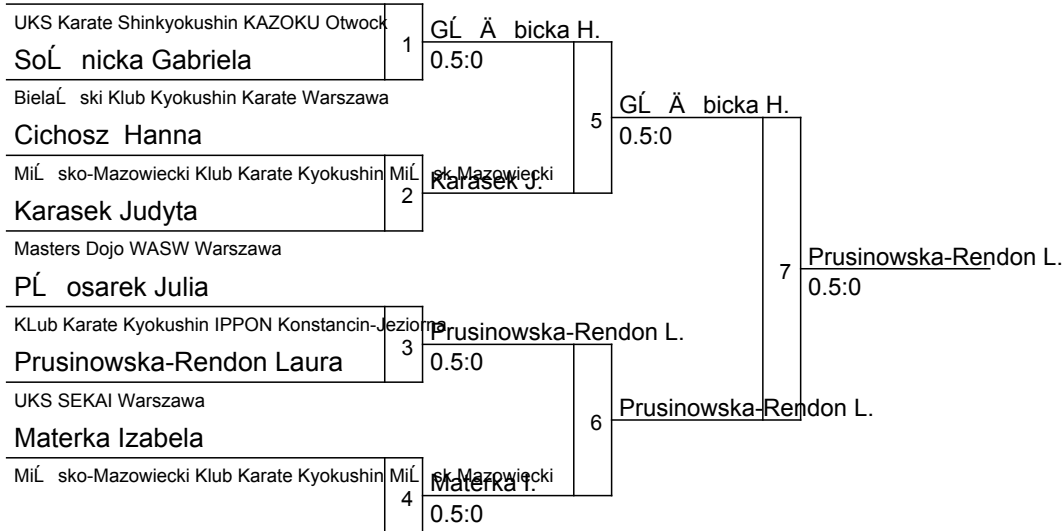 UKS Karate Shinkyokushin KAZOKU Otwock
SoĹ nicka Gabriela
BielaĹ ski Klub Kyokushin Karate Warszawa
Cichosz Hanna
MiĹ sko-Mazowiecki Klub Karate Kyokushin MiĹ sk Mazowiecki
Karasek Judyta
Masters Dojo WASW Warszawa
PĹ osarek Julia
KLub Karate Kyokushin IPPON Konstancin-Jeziorna
Prusinowska-Rendon Laura
UKS SEKAI Warszawa
Materka Izabela
MiĹ sko-Mazowiecki Klub Karate Kyokushin MiĹ sk Mazowiecki
1
GĹ Ä bicka H.
0.5:0
2
Karasek J.
3
Prusinowska-Rendon L.
0.5:0
4
Materka I.
0.5:0
5
GĹ Ä bicka H.
0.5:0
6
Prusinowska-Rendon L.
7
Prusinowska-Rendon L.
0.5:0